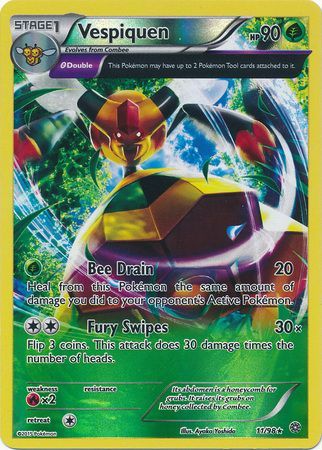 STAGE1
Vespiquen
HP90
Evolves from Combee
θ Double This Pokémon may have up to 2 Pokémon Tool cards attached to it.
Bee Drain 20
Heal from this Pokémon the same amount of
damage you did to your opponent's Active Pokémon.
Fury Swipes 30×
Flip 3 coins. This attack does 30 damage times the
number of heads.
weakness resistance
×2
retreat
Its abdomen is a honeycomb for
grubs. It raises its grubs on
honey collected by Combee.
©2015 Pokémon
Illus. Ayaka Yoshida
11/98★